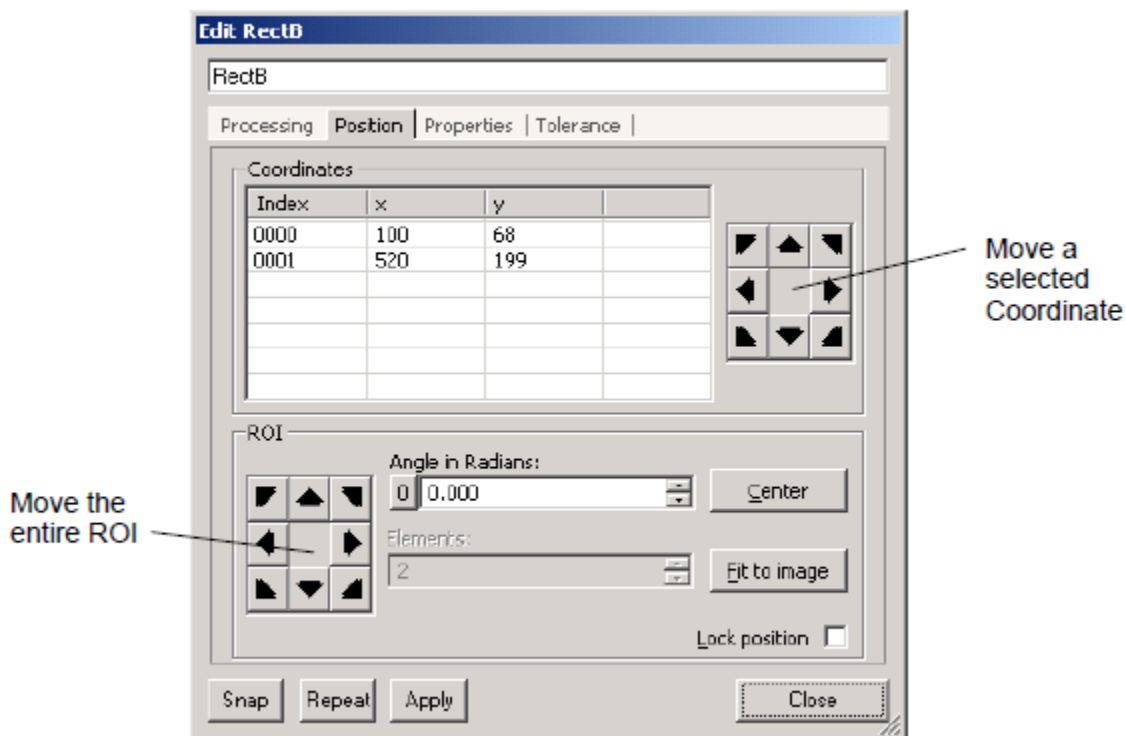 Edit RectB
RectB
Processing Position Properties Tolerance
Coordinates
Index x y
0000 100 68
0001 520 199
Move a
selected
Coordinate
ROI
Angle in Radians:
0 0.000
Center
Move the
entire ROI
Elements:
2
Fit to image
Lock position
Snap Repeat Apply Close